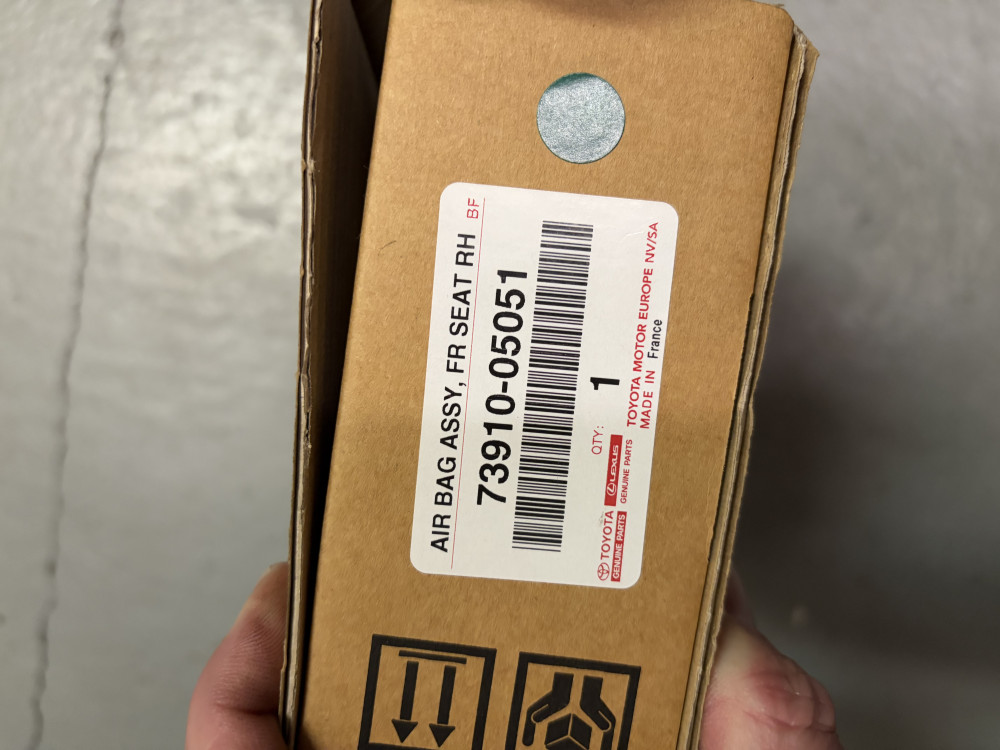 AIR BAG ASSY, FR SEAT RH BF
73910-05051
QTY: 1
TOYOTA LEXUS
GENUINE PARTS GENUINE PARTS
TOYOTA MOTOR EUROPE NV/SA
MADE IN France